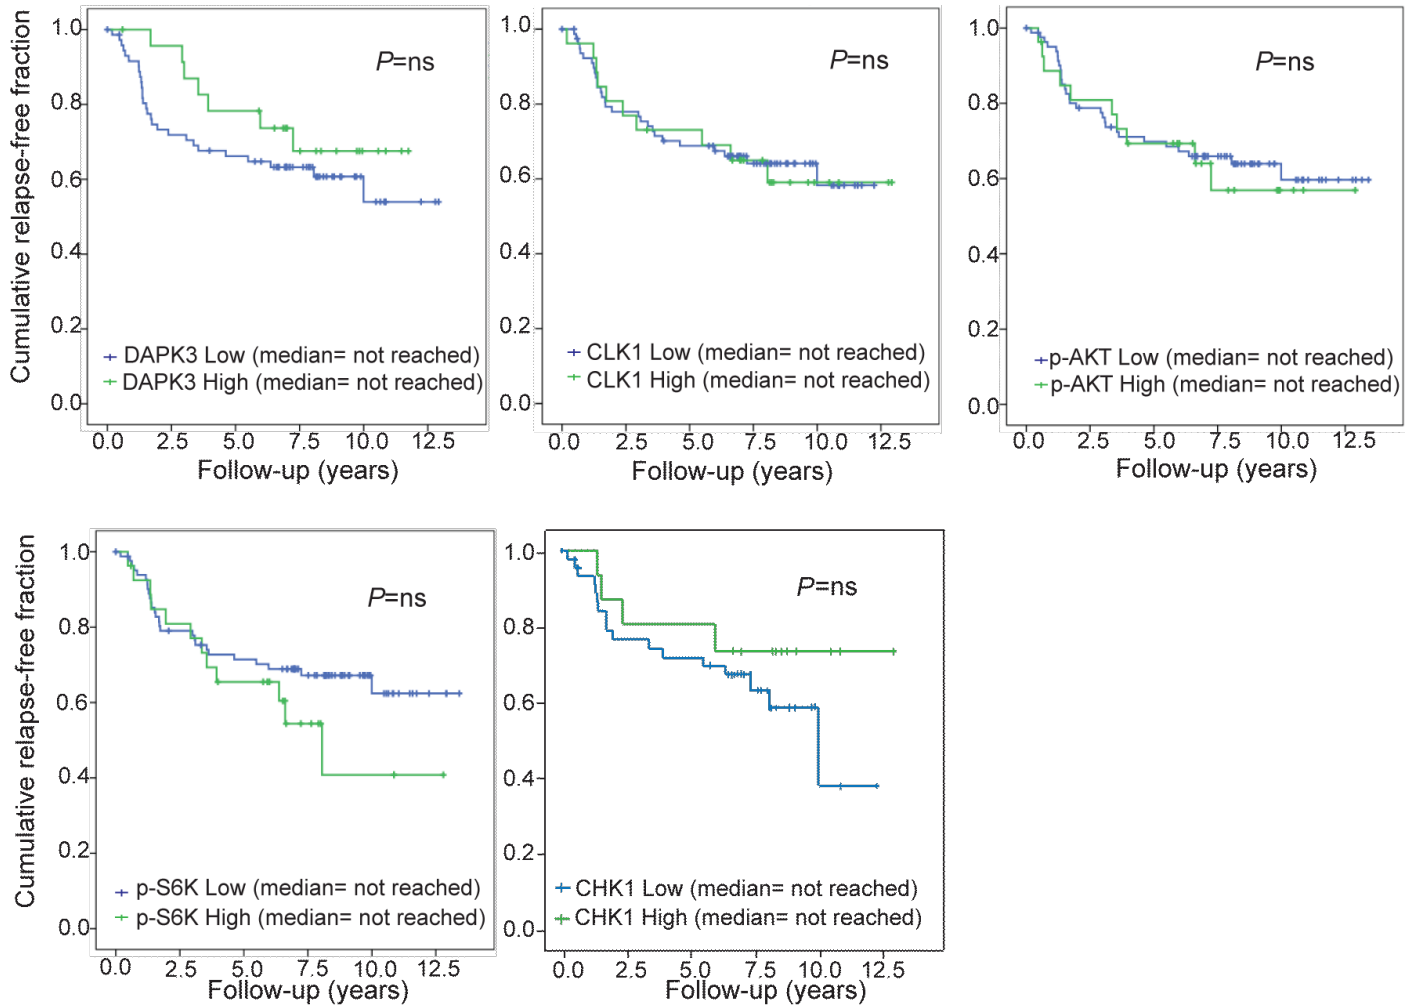 Cumulative relapse-free fraction
1.0
0.8
0.6
0.4
0.2
0.0
P=ns
DAPK3 Low (median= not reached)
DAPK3 High (median= not reached)
0.0 2.5 5.0 7.5 10.0 12.5
Follow-up (years)
1.0
0.8
0.6
0.4
0.2
0.0
P=ns
CLK1 Low (median= not reached)
CLK1 High (median= not reached)
0.0 2.5 5.0 7.5 10.0 12.5
Follow-up (years)
1.0
0.8
0.6
0.4
0.2
0.0
P=ns
p-AKT Low (median= not reached)
p-AKT High (median= not reached)
0.0 2.5 5.0 7.5 10.0 12.5
Follow-up (years)
Cumulative relapse-free fraction
1.0
0.8
0.6
0.4
0.2
0.0
P=ns
p-S6K Low (median= not reached)
p-S6K High (median= not reached)
0.0 2.5 5.0 7.5 10.0 12.5
Follow-up (years)
1.0
0.8
0.6
0.4
0.2
0.0
P=ns
CHK1 Low (median= not reached)
CHK1 High (median= not reached)
0.0 2.5 5.0 7.5 10.0 12.5
Follow-up (years)